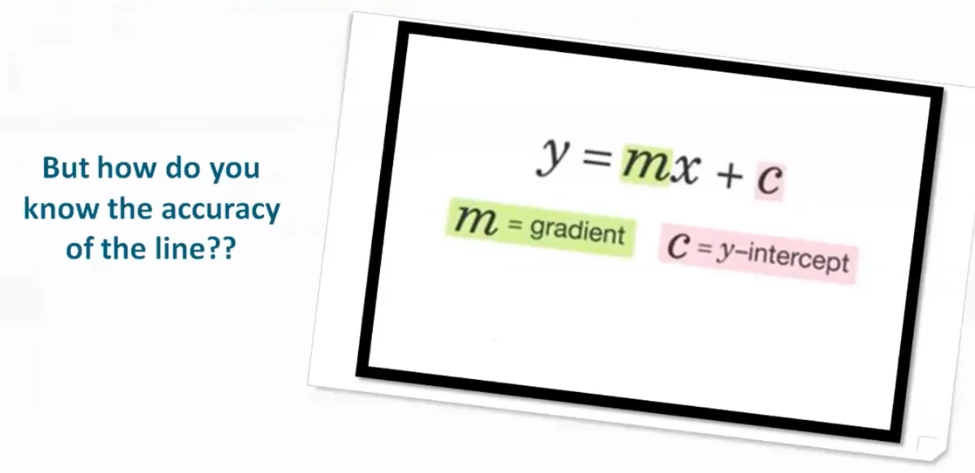 But how do you
know the accuracy
of the line??
y = mx + c
m = gradient
c = y–intercept